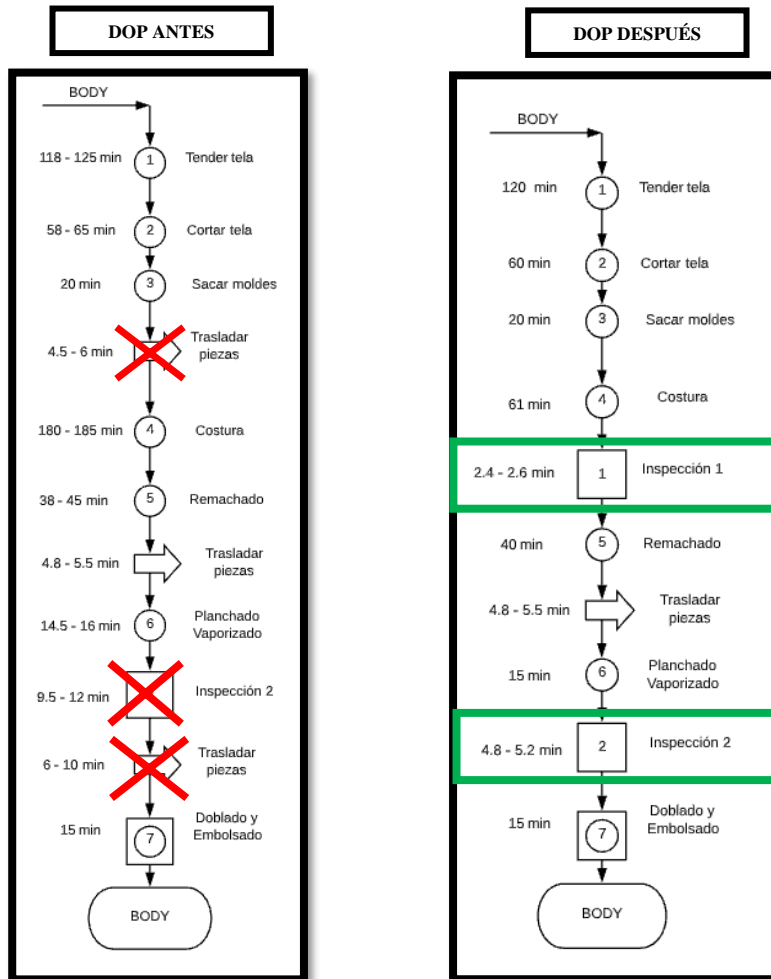 DOP ANTES
BODY
118 - 125 min
1
Tender tela
58 - 65 min
2
Cortar tela
20 min
3
Sacar moldes
4.5 - 6 min
Trasladar
piezas
180 - 185 min
4
Costura
38 - 45 min
5
Remachado
4.8 - 5.5 min
Trasladar
piezas
14.5 - 16 min
6
Planchado
Vaporizado
9.5 - 12 min
Inspección 2
6 - 10 min
Trasladar
piezas
15 min
7
Doblado y
Embolsado
BODY
DOP DESPUÉS
BODY
120 min
1
Tender tela
60 min
2
Cortar tela
20 min
3
Sacar moldes
61 min
4
Costura
2.4 - 2.6 min
1
Inspección 1
40 min
5
Remachado
4.8 - 5.5 min
Trasladar
piezas
15 min
6
Planchado
Vaporizado
4.8 - 5.2 min
2
Inspección 2
15 min
7
Doblado y
Embolsado
BODY